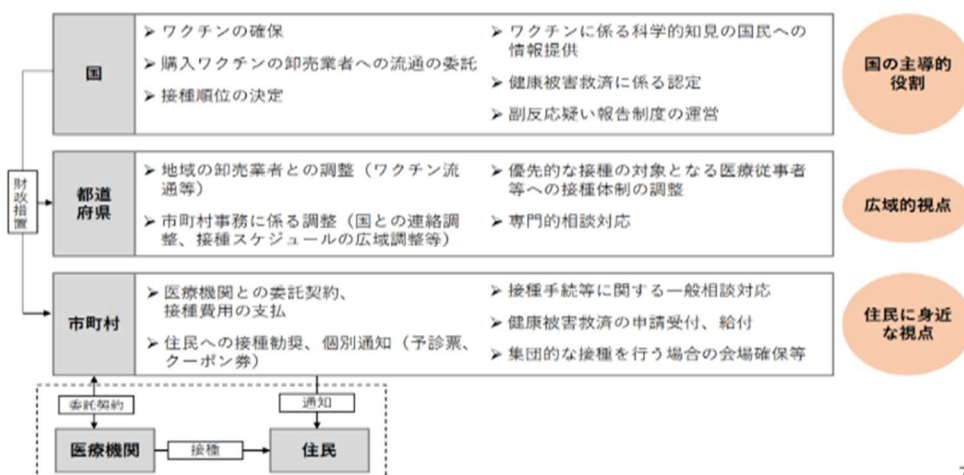 国
➤ ワクチンの確保
➤ 購入ワクチンの卸売業者への流通の委託
➤ 接種順位の決定
➤ ワクチンに係る科学的知見の国民への
情報提供
➤ 健康被害救済に係る認定
➤ 副反応疑い報告制度の運営
国の主導的
役割
財政措置
都道
府県
➤ 地域の卸売業者との調整（ワクチン流
通等）
➤ 市町村事務に係る調整（国との連絡調
整、接種スケジュールの広域調整等）
➤ 優先的な接種の対象となる医療従事者
等への接種体制の調整
➤ 専門的相談対応
広域的視点
市町村
➤ 医療機関との委託契約、
接種費用の支払
➤ 住民への接種勧奨、個別通知（予診票、
クーポン券）
➤ 接種手続等に関する一般相談対応
➤ 健康被害救済の申請受付、給付
➤ 集団的な接種を行う場合の会場確保等
住民に身近
な視点
委託契約
通知
医療機関
接種
住民